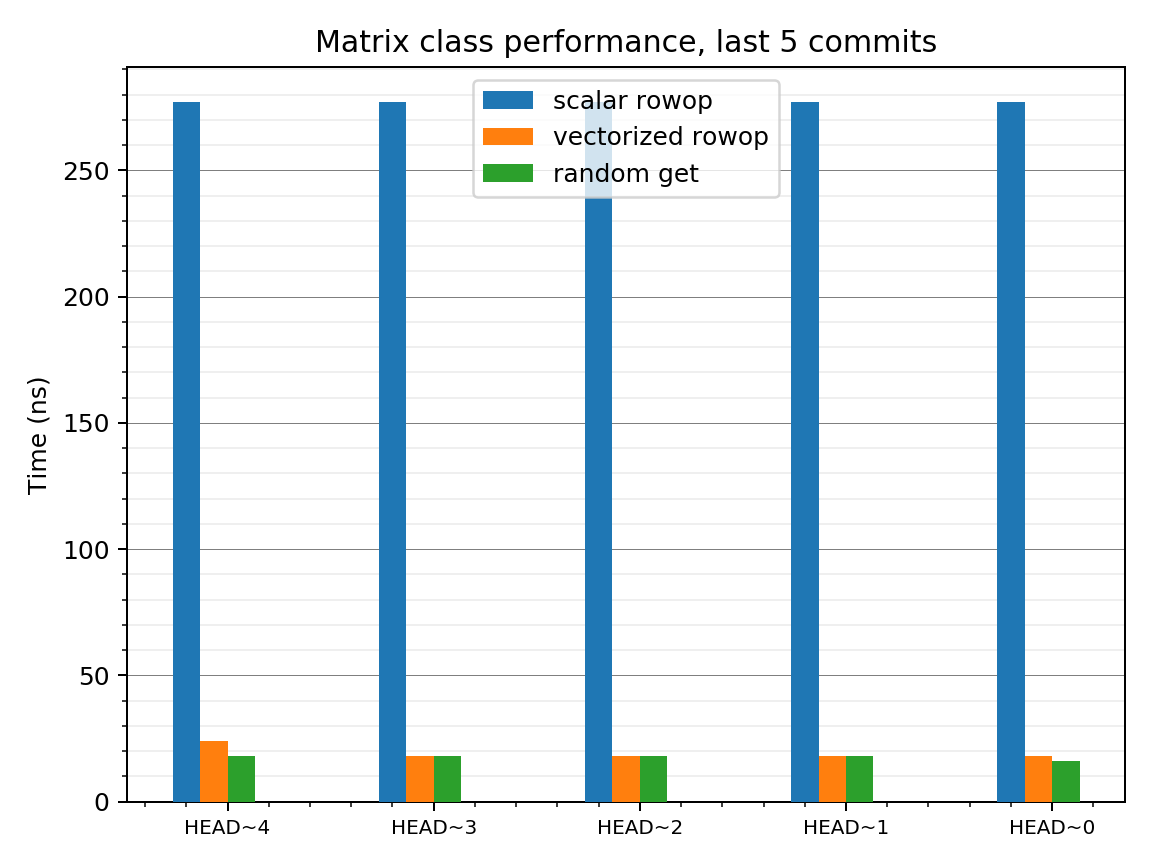 Matrix class performance, last 5 commits
scalar rowop
vectorized rowop
random get
Time (ns)
250
200
150
100
50
0
HEAD~4 HEAD~3 HEAD~2 HEAD~1 HEAD~0